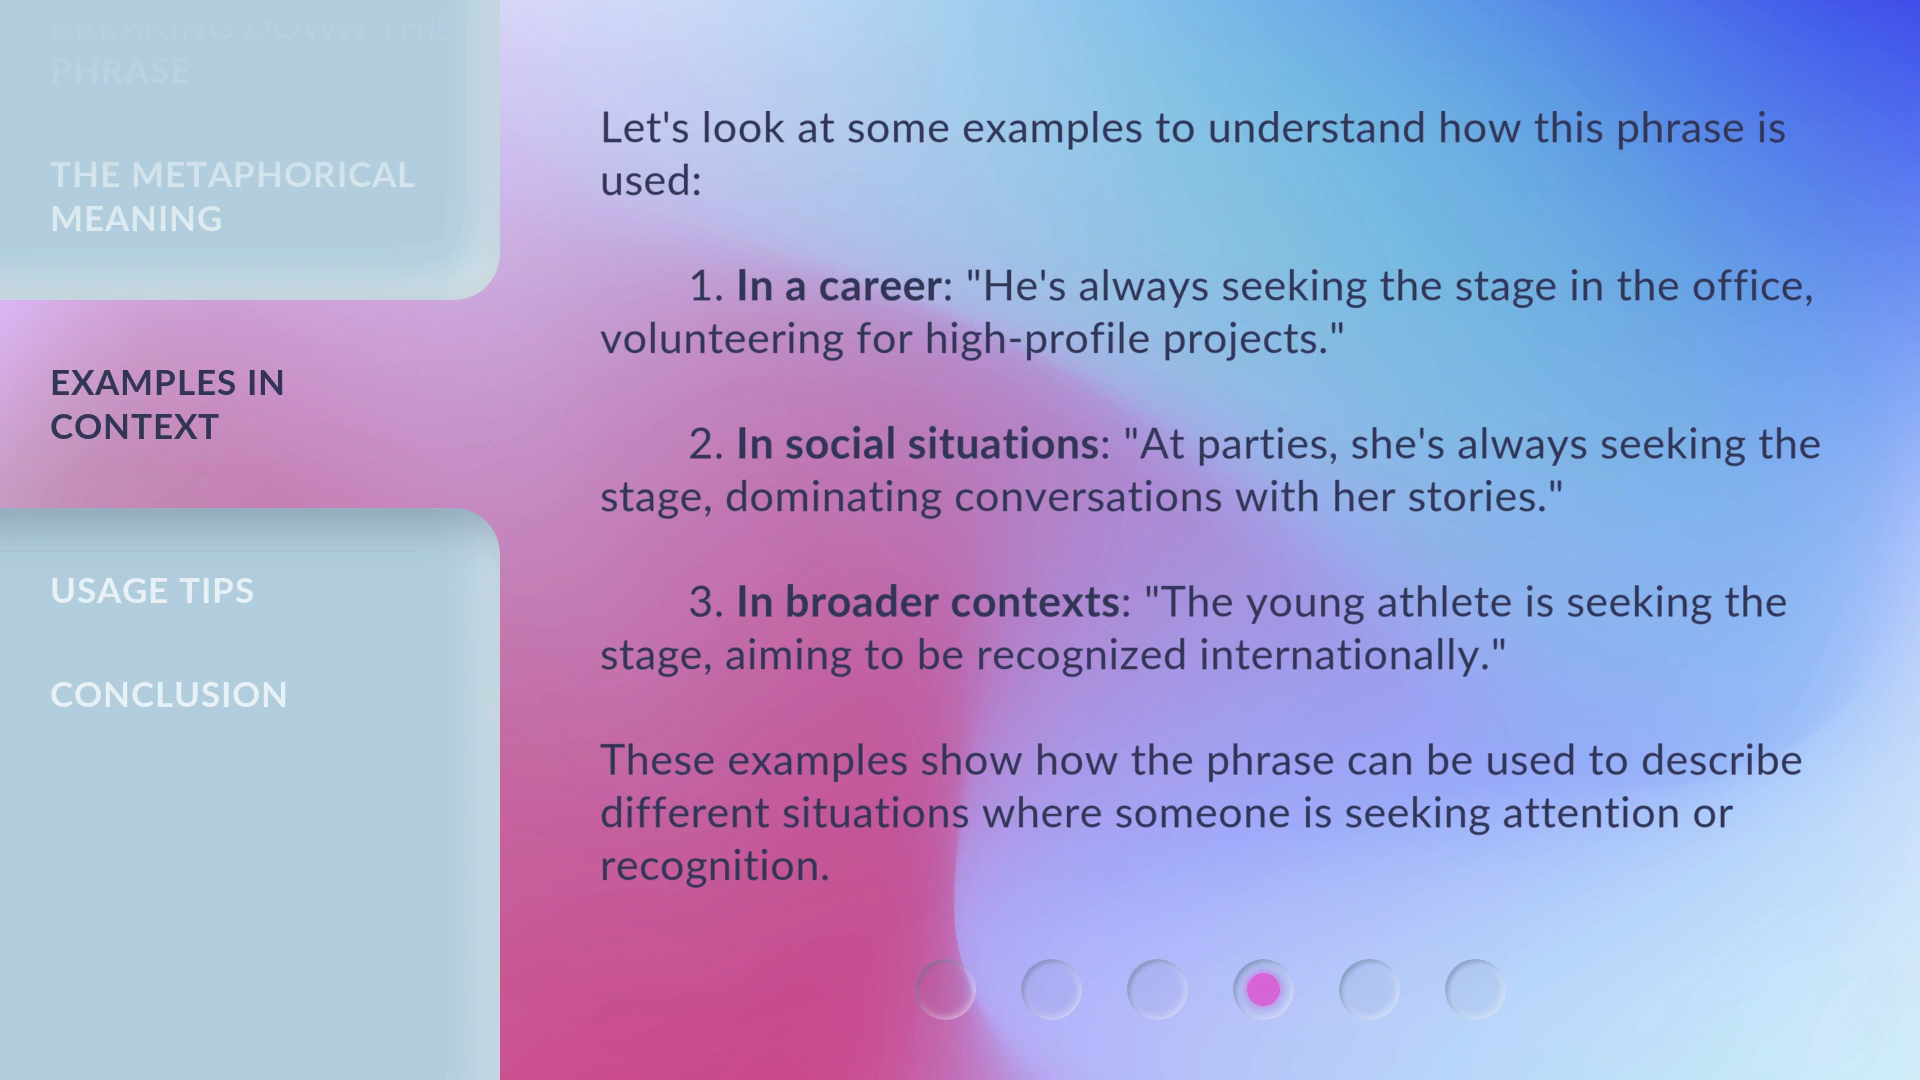 BREAKING DOWN THE
PHRASE
THE METAPHORICAL
MEANING
EXAMPLES IN
CONTEXT
USAGE TIPS
CONCLUSION
Let's look at some examples to understand how this phrase is
used:
1. In a career: "He's always seeking the stage in the office,
volunteering for high-profile projects."
2. In social situations: "At parties, she's always seeking the
stage, dominating conversations with her stories."
3. In broader contexts: "The young athlete is seeking the
stage, aiming to be recognized internationally."
These examples show how the phrase can be used to describe
different situations where someone is seeking attention or
recognition.